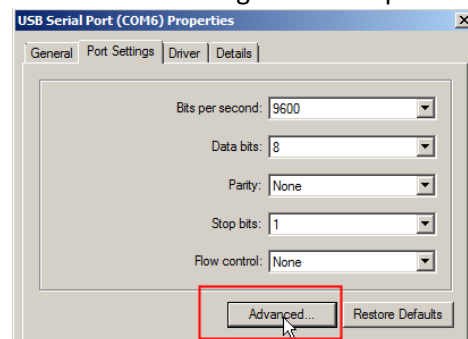 USB Serial Port (COM6) Properties
General Port Settings Driver Details
Bits per second: 9600
Data bits: 8
Parity: None
Stop bits: 1
Flow control: None
Advanced... Restore Defaults